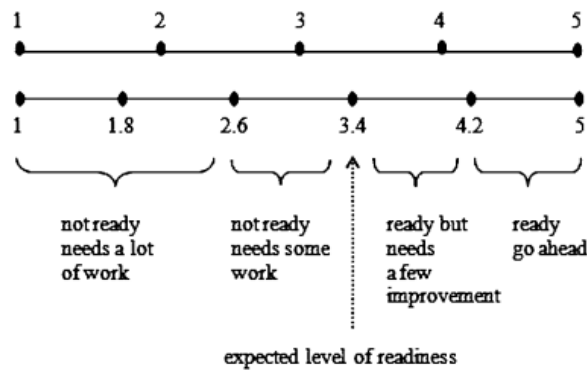 1 2 3 4 5
1 1.8 2.6 3.4 4.2 5
not ready
needs a lot
of work
not ready
needs some
work
ready but
needs
a few
improvement
ready
go ahead
expected level of readiness